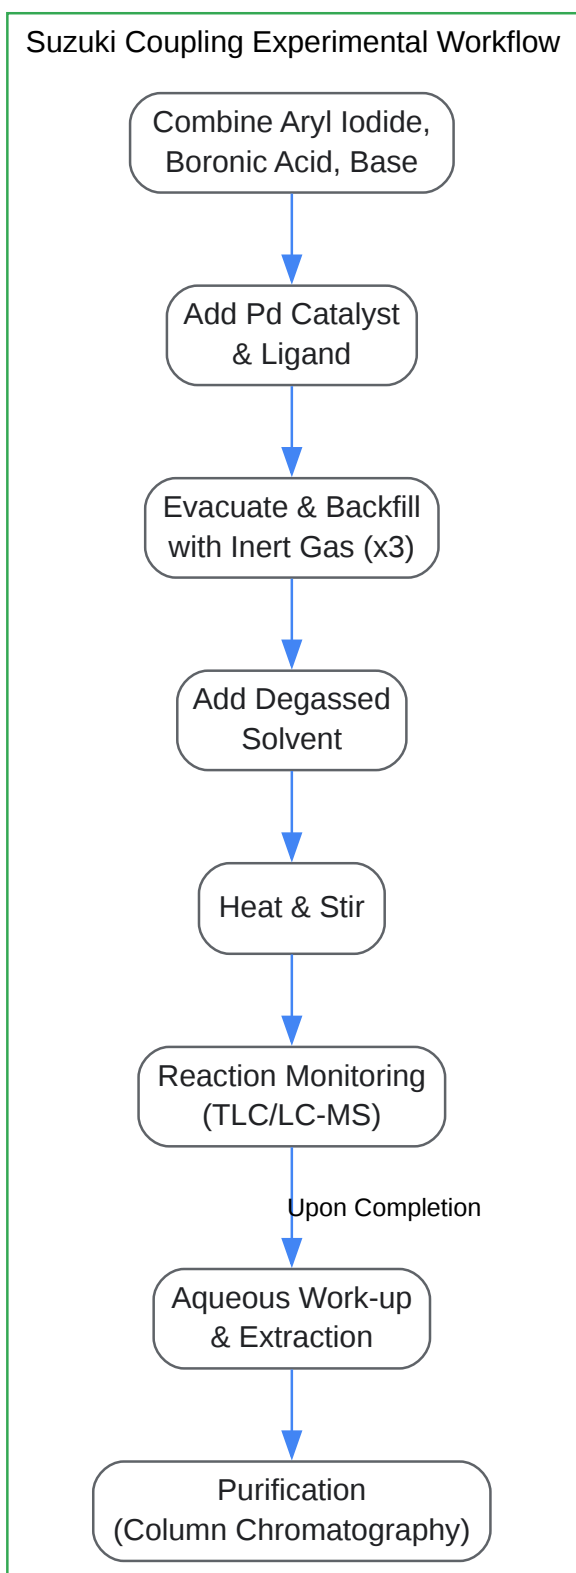 Suzuki Coupling Experimental Workflow
Combine Aryl Iodide,
Boronic Acid, Base
Add Pd Catalyst
& Ligand
Evacuate & Backfill
with Inert Gas (x3)
Add Degassed
Solvent
Heat & Stir
Reaction Monitoring
(TLC/LC-MS)
Upon Completion
Aqueous Work-up
& Extraction
Purification
(Column Chromatography)